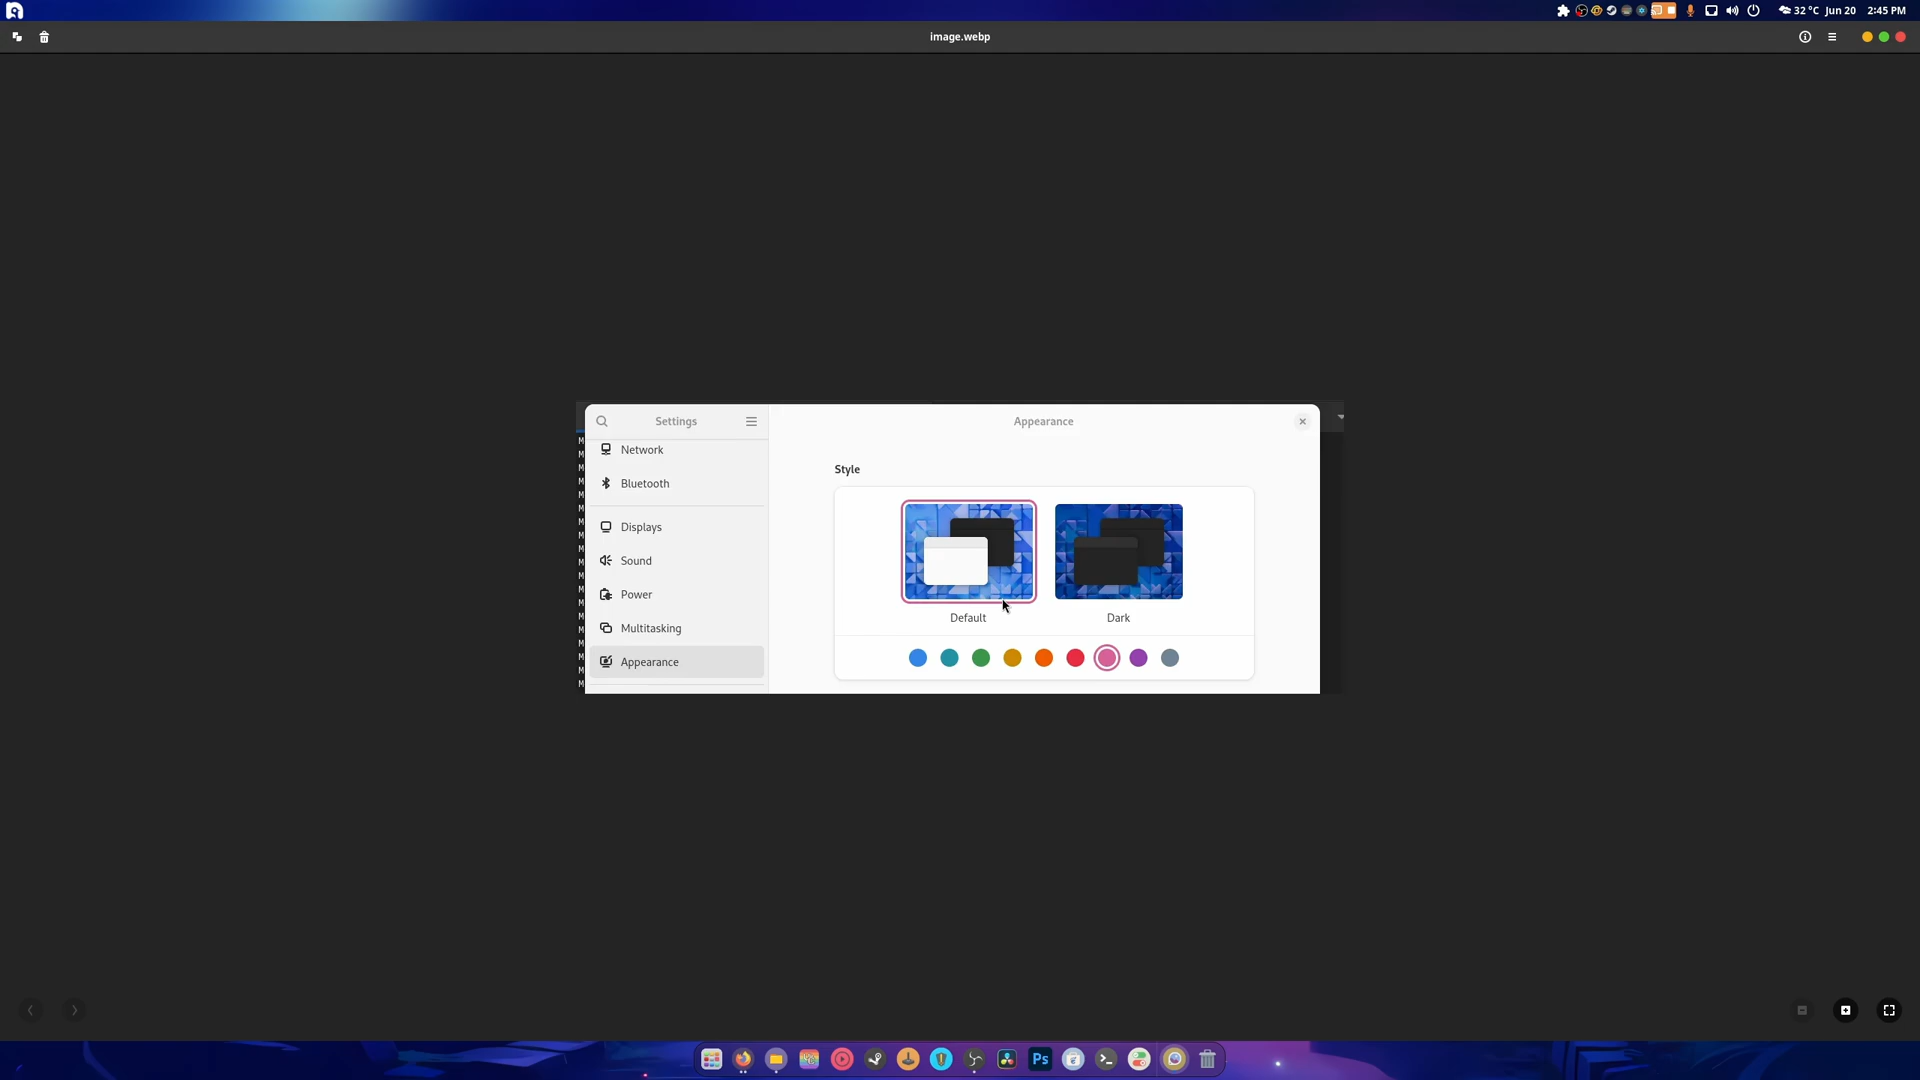 32 °C Jun 20 2:45 PM
image.webp
Settings
Appearance
M
Network
M
M
Bluetooth
M
M
M
Displays
M
M
Sound
M
M
Power
M
M
Multitasking
M
M
Appearance
M
M
M
M
M
Style
Default
Dark
Ps